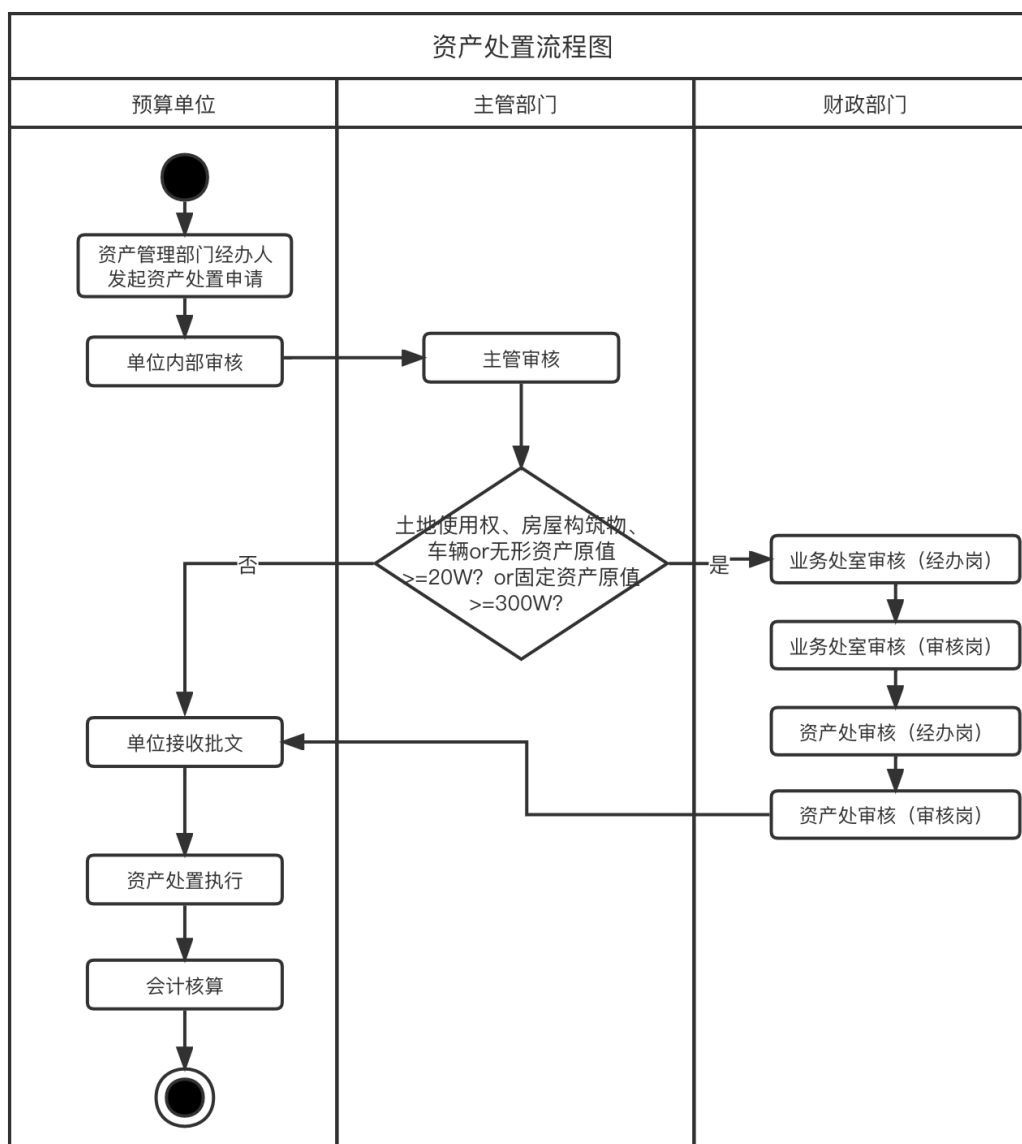 资产处置流程图
预算单位
主管部门
财政部门
资产管理部门经办人
发起资产处置申请
单位内部审核
主管审核
土地使用权、房屋构筑物、
车辆or无形资产原值
>=20W？or固定资产原值
>=300W？
否
是
业务处室审核（经办岗）
业务处室审核（审核岗）
资产处审核（经办岗）
资产处审核（审核岗）
单位接收批文
资产处置执行
会计核算